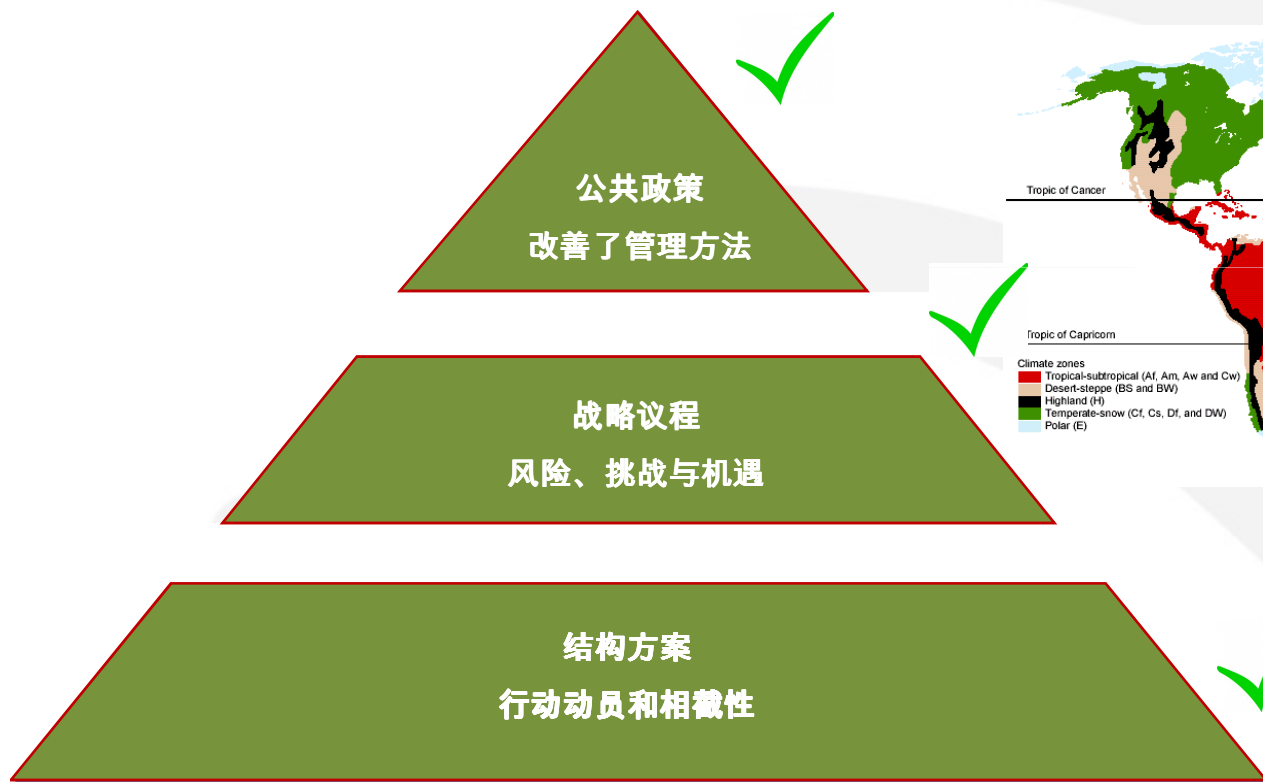 公共政策
改善了管理方法
Tropic of Cancer
Tropic of Capricorn
Climate zones
Tropical-subtropical (Af, Am, Aw and Cw)
Desert-steppe (BS and BW)
Highland (H)
Temperate-snow (Cf, Cs, Df, and DW)
Polar (E)
战略议程
风险、挑战与机遇
结构方案
行动动员和相截性